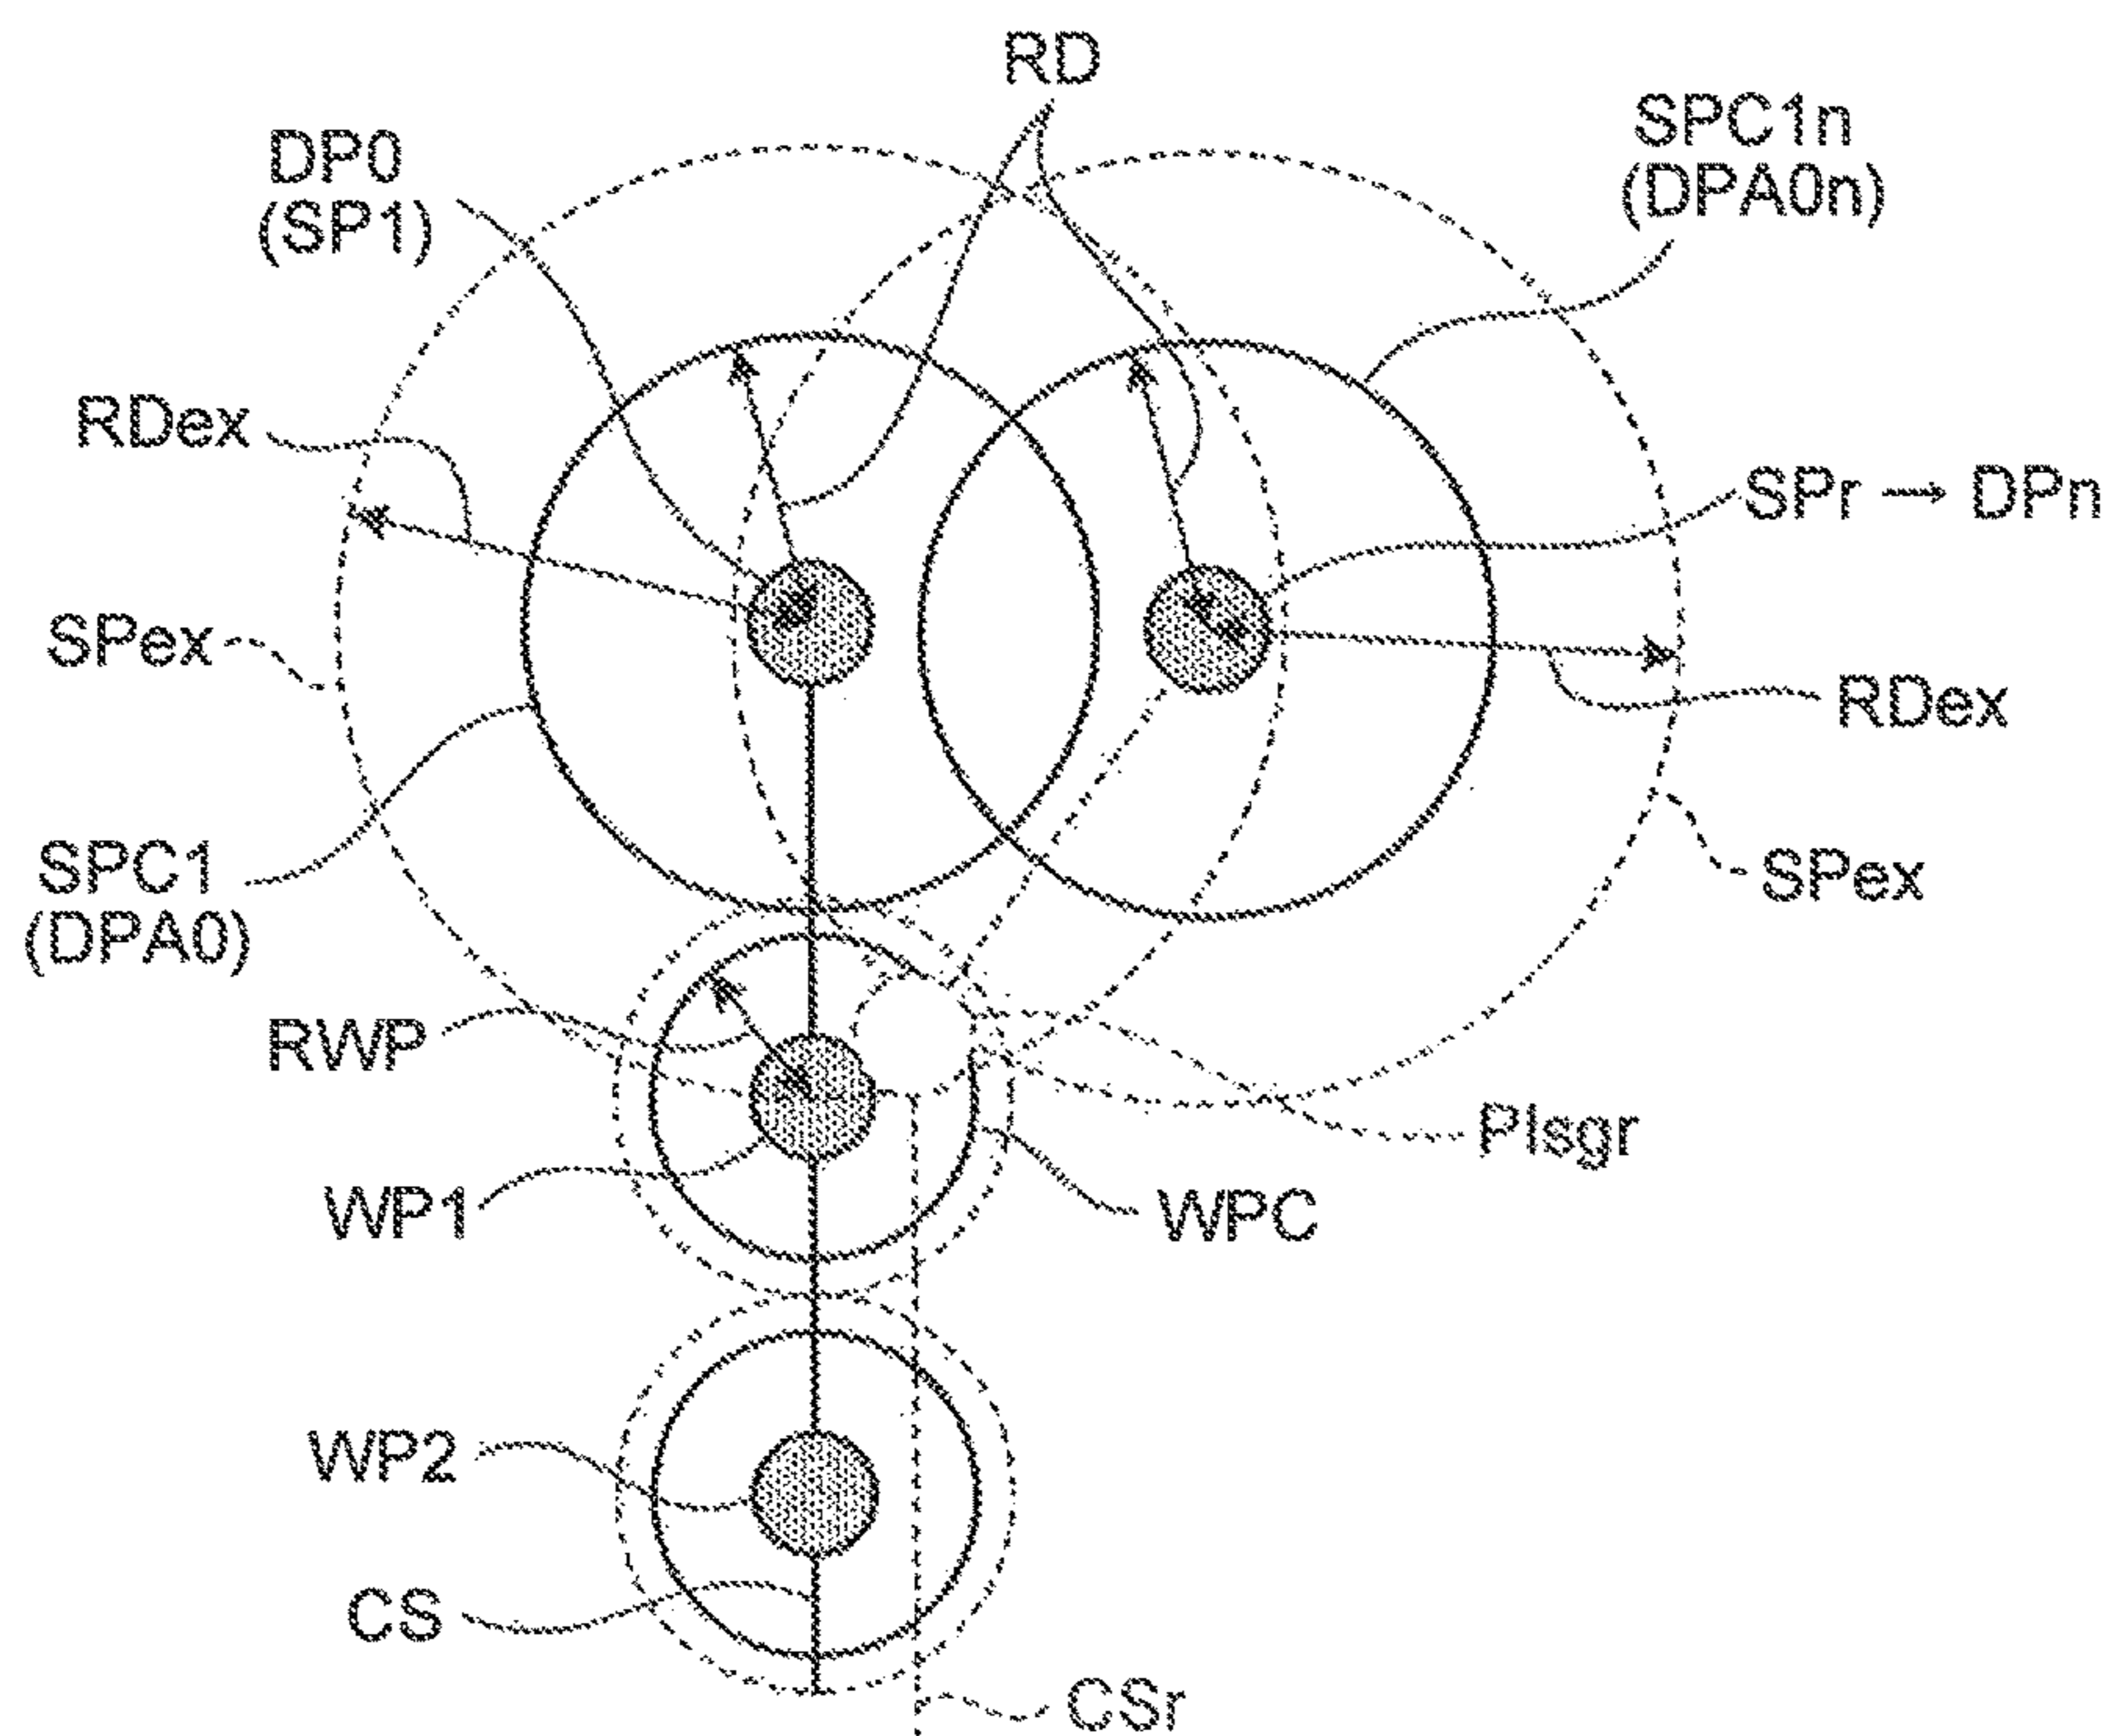 RD
SPC1n
(DPA0n)
DP0
(SP1)
RDex
SPr → DPn
SPex
RDex
SPC1
(DPA0)
SPex
RWP
PIsgr
WP1
WPC
WP2
CS
CSr